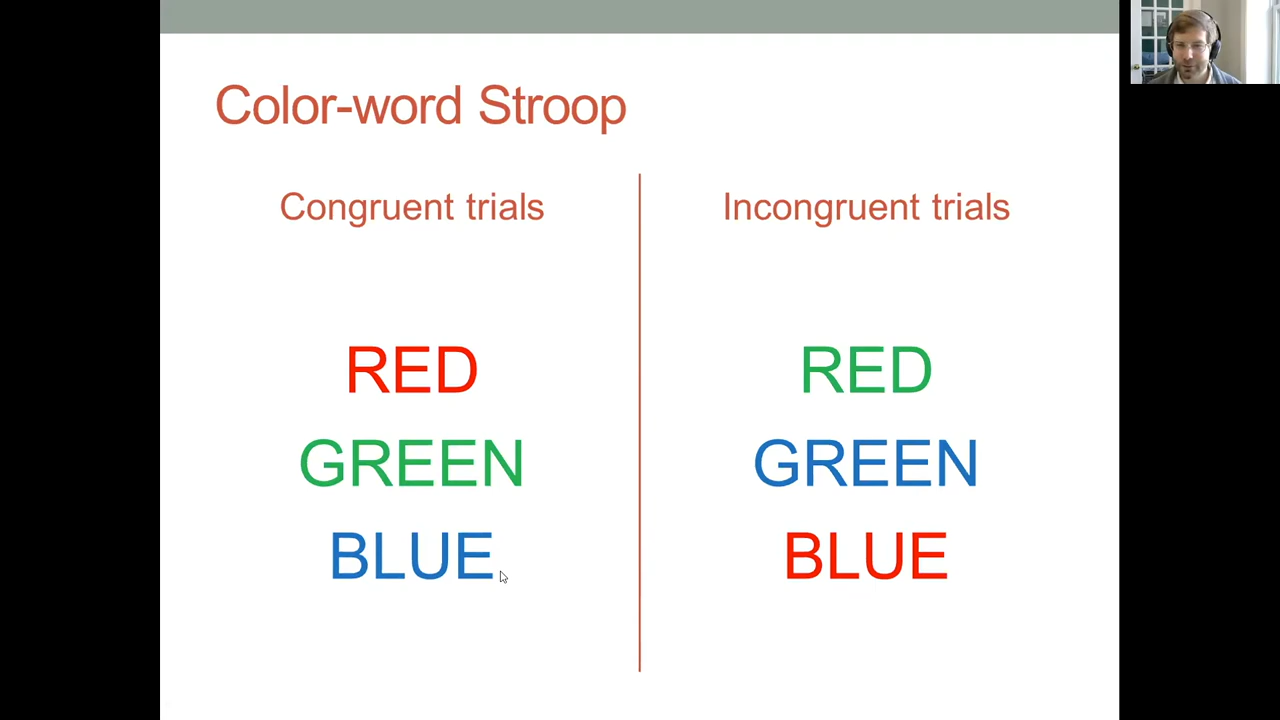 Color-word Stroop
Congruent trials
RED
GREEN
BLUE
Incongruent trials
RED
GREEN
BLUE